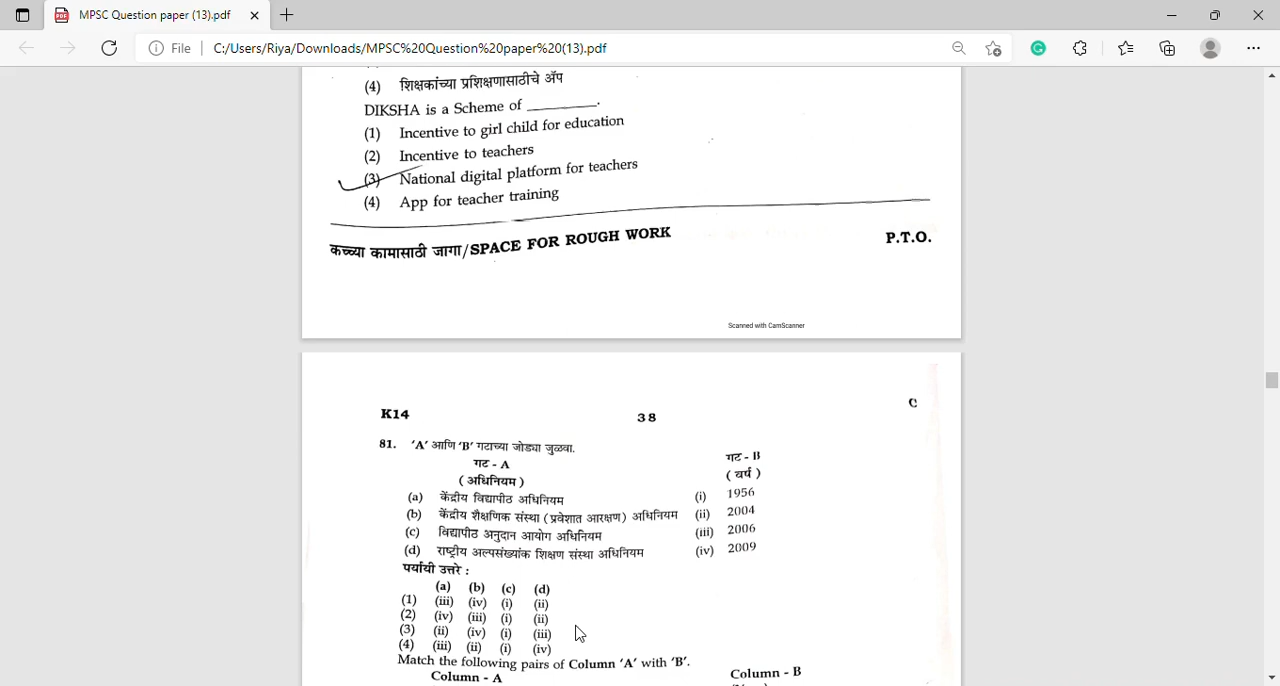 MPSC Question paper (13).pdf
File C:/Users/Riya/Downloads/MPSC%20Question%20paper%20(13).pdf
(4) शिक्षकांच्या प्रशिक्षणासाठीचे ॲप
DIKSHA is a Scheme of ________.
(1) Incentive to girl child for education
(2) Incentive to teachers
(3) National digital platform for teachers
(4) App for teacher training
कच्च्या कामासाठी जागा/SPACE FOR ROUGH WORK P.T.O.
Scanned with CamScanner
K14 38 C
81. 'A' आणि 'B' गटाच्या जोड्या जुळवा.
गट - A गट - B
(अधिनियम) (वर्ष)
(a) केंद्रीय विद्यापीठ अधिनियम (i) 1956
(b) केंद्रीय शैक्षणिक संस्था (प्रवेशात आरक्षण) अधिनियम (ii) 2004
(c) विद्यापीठ अनुदान आयोग अधिनियम (iii) 2006
(d) राष्ट्रीय अल्पसंख्यांक शिक्षण संस्था अधिनियम (iv) 2009
पर्यायी उत्तरे :
(a) (b) (c) (d)
(1) (iii) (iv) (i) (ii)
(2) (iv) (iii) (i) (ii)
(3) (ii) (iv) (i) (iii)
(4) (iii) (ii) (i) (iv)
Match the following pairs of Column 'A' with 'B'.
Column - A Column - B